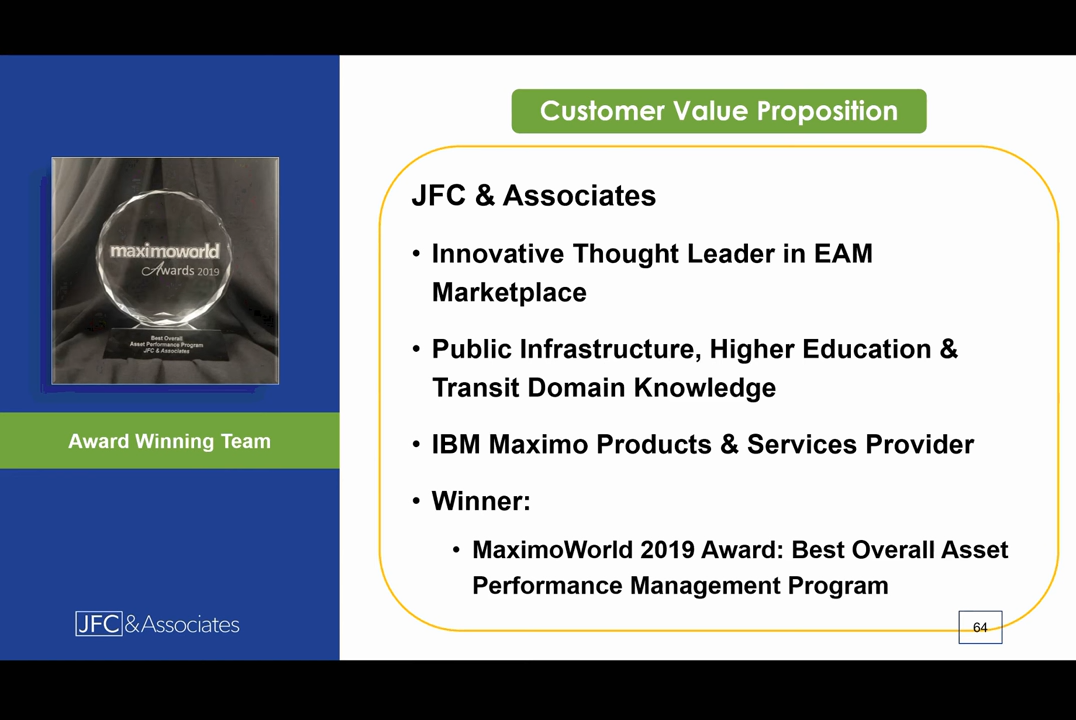 Customer Value Proposition
maximoworld
Awards 2019
Best Overall
Asset Performance Program
JFC & Associates
Award Winning Team
JFC&Associates
JFC & Associates
• Innovative Thought Leader in EAM
Marketplace
• Public Infrastructure, Higher Education &
Transit Domain Knowledge
• IBM Maximo Products & Services Provider
• Winner:
• MaximoWorld 2019 Award: Best Overall Asset
Performance Management Program
64